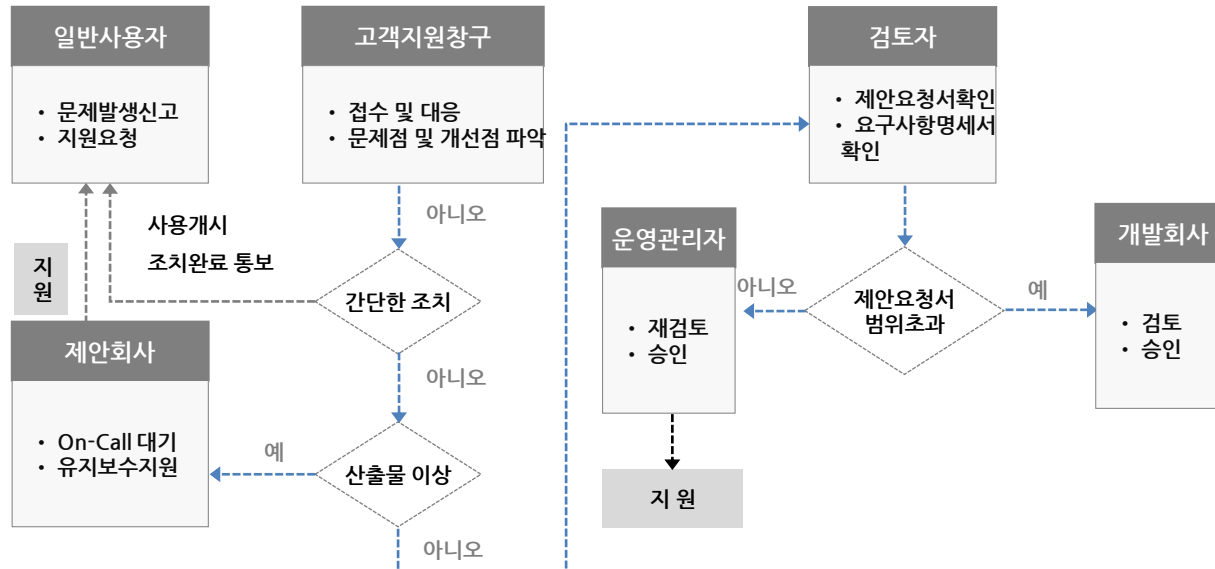 일반사용자
• 문제발생신고
• 지원요청
고객지원창구
• 접수 및 대응
• 문제점 및 개선점 파악
검토자
• 제안요청서확인
• 요구사항명세서
확인
아니오
사용개시
조치완료 통보
지
원
간단한 조치
운영관리자
• 재검토
• 승인
아니오
제안요청서
범위초과
예
개발회사
• 검토
• 승인
제안회사
• On-Call 대기
• 유지보수지원
아니오
예
산출물 이상
지 원
아니오